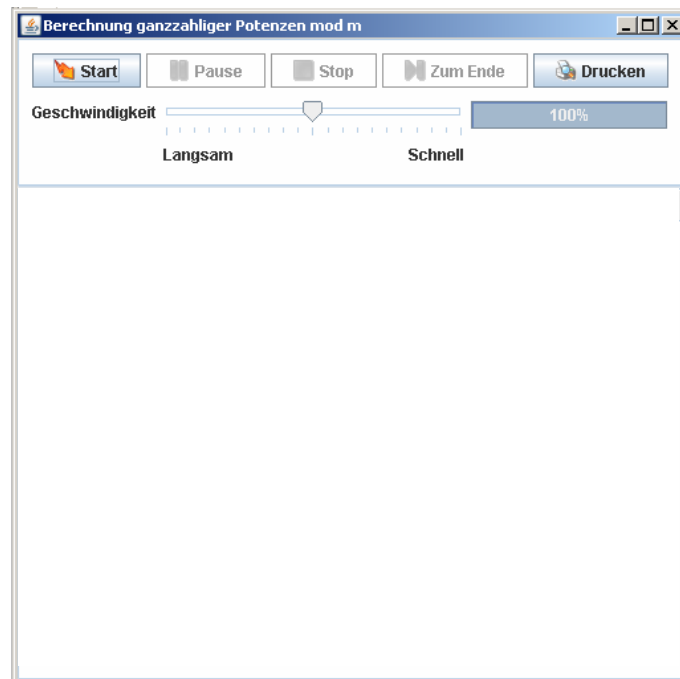 Berechnung ganzzahliger Potenzen mod m
Start Pause Stop Zum Ende Drucken
Geschwindigkeit 100%
Langsam Schnell